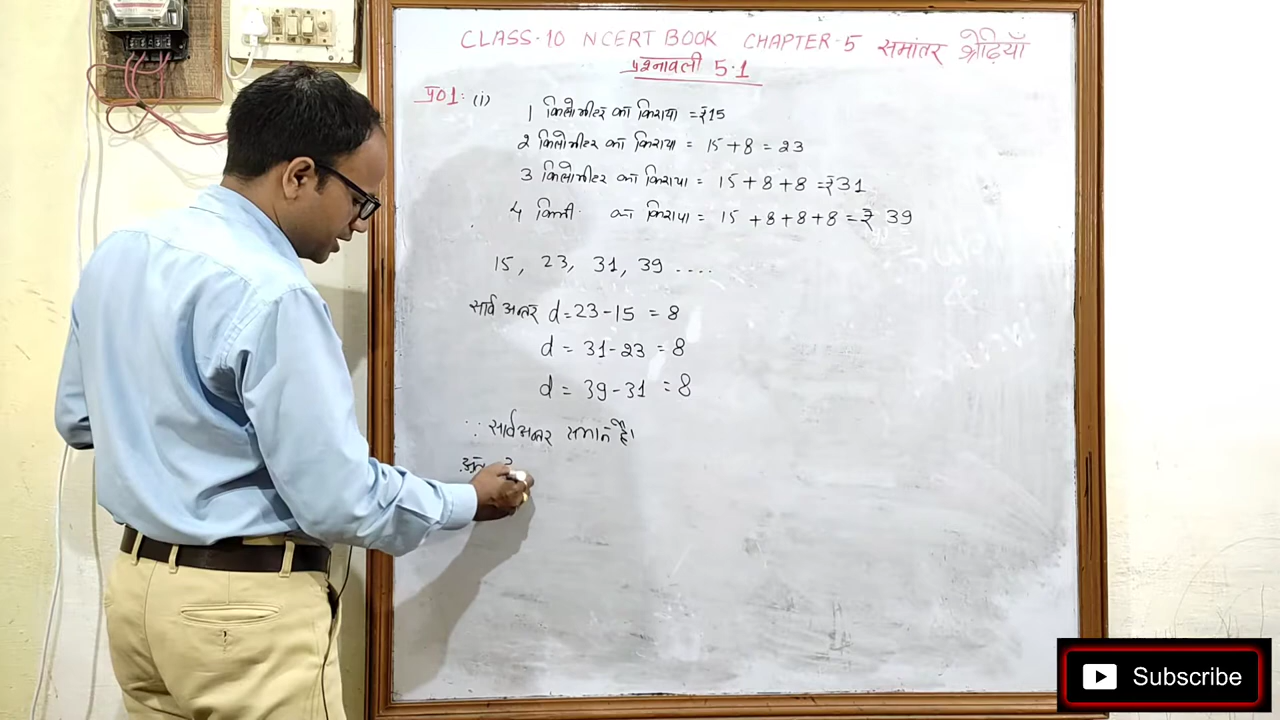 CLASS-10 NCERT BOOK CHAPTER-5 समांतर श्रेढ़ियाँ
प्रश्नावली 5.1
प्र01: (i)
1 किलोमीटर का किराया = ₹15
2 किलोमीटर का किराया = 15+8 = 23
3 किलोमीटर का किराया = 15+8+8 = ₹31
4 किमी. का किराया = 15 +8+8+8 = ₹ 39
15, 23, 31, 39 ....
सार्व अन्तर d=23-15 = 8
d = 31-23 = 8
d = 39-31 = 8
∵ सार्वअन्तर समान है।
Subscribe